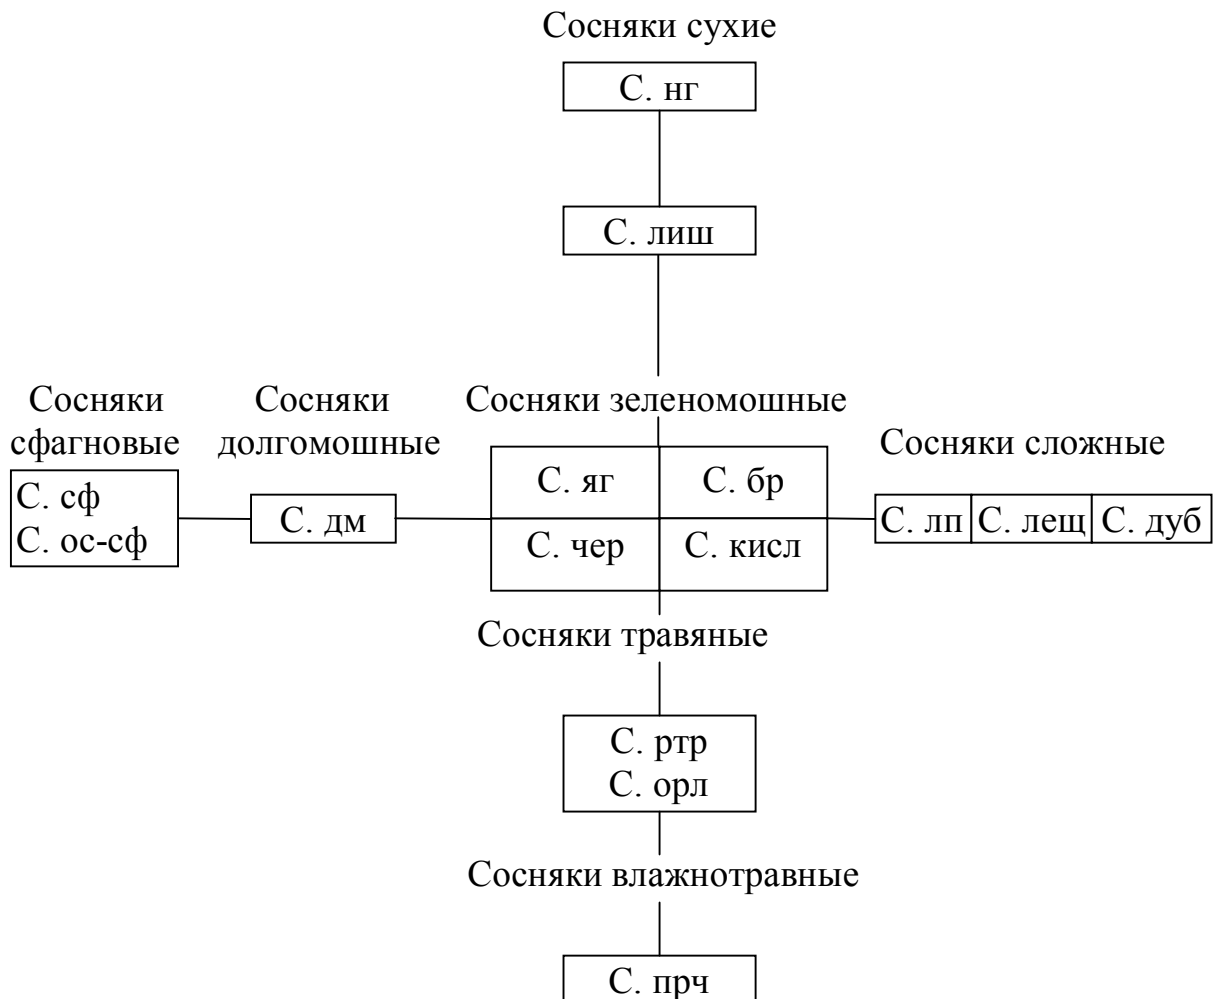 Сосняки сухие
С. нг
С. лиш
Сосняки
сфагновые
С. сф
С. ос-сф
Сосняки
долгомошные
С. дм
Сосняки зеленомошные
С. яг
С. бр
С. чер
С. кисл
Сосняки сложные
С. лп
С. лещ
С. дуб
Сосняки травяные
С. ртр
С. орл
Сосняки влажнотравные
С. прч